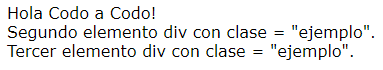 Hola Codo a Codo!
Segundo elemento div con clase = "ejemplo".
Tercer elemento div con clase = "ejemplo".